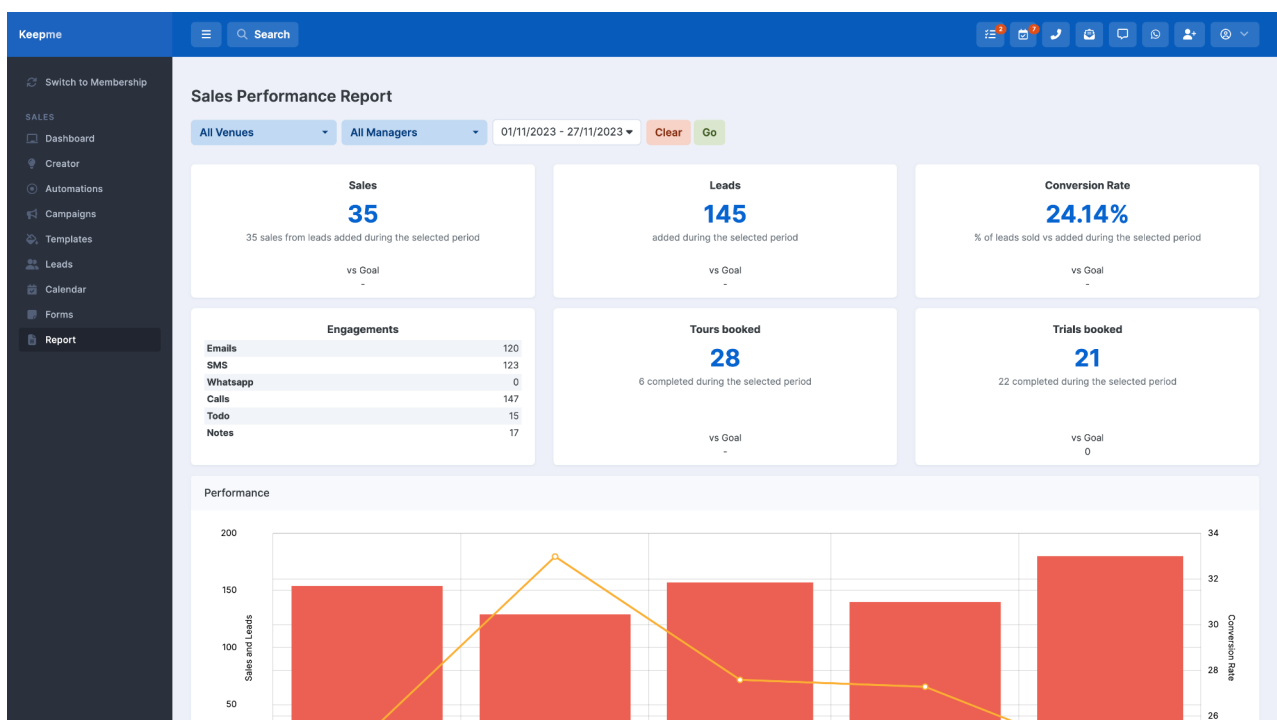 Keepme
Search
2
7
Switch to Membership
SALES
Dashboard
Creator
Automations
Campaigns
Templates
Leads
Calendar
Forms
Report
Sales Performance Report
All Venues
All Managers
01/11/2023 - 27/11/2023
Clear
Go
Sales
35
35 sales from leads added during the selected period
vs Goal
-
Leads
145
added during the selected period
vs Goal
-
Conversion Rate
24.14%
% of leads sold vs added during the selected period
vs Goal
-
Engagements
Emails 120
SMS 123
Whatsapp 0
Calls 147
Todo 15
Notes 17
Tours booked
28
6 completed during the selected period
vs Goal
-
Trials booked
21
22 completed during the selected period
vs Goal
0
Performance
200
150
100
50
Sales and Leads
34
32
30
28
26
Conversion Rate